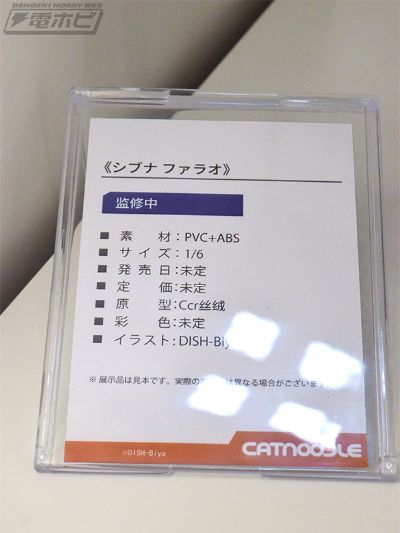 DENGEKI HOBBY WEB
電ホビ
《シブナ ファラオ》
監修中
■ 素　　材：PVC+ABS
■ サ イ ズ：1/6
■ 発 売 日：未定
■ 定　　価：未定
■ 原　　型：Ccr丝绒
■ 彩　　色：未定
■ イラスト：DISH-Biy
※ 展示品は見本です。実際の は異なる場合がございます。
©DISH-Biya
CATNOODLE